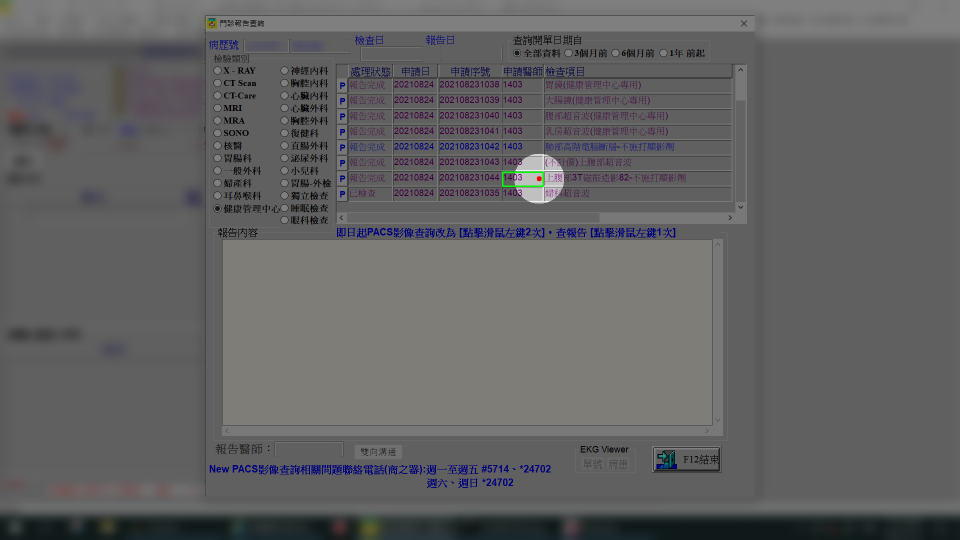 門診報告查詢
病歷號
檢查日
報告日
查詢開單日期自
全部資料 3個月前 6個月前 1年 前起
檢驗類別
X - RAY 神經內科
CT Scan 胸腔內科
CT-Care 心臟內科
MRI 心臟外科
MRA 胸腔外科
SONO 復健科
核醫 直腸外科
胃腸科 泌尿外科
一般外科 小兒科
婦產科 胃腸-外檢
耳鼻喉科 獨立檢查
健康管理中心 睡眠檢查
眼科檢查
處理狀態 申請日 申請序號 申請醫師 檢查項目
P 報告完成 20210824 202108231038 1403 胃鏡(健康管理中心專用)
P 報告完成 20210824 202108231039 1403 大腸鏡(健康管理中心專用)
P 報告完成 20210824 202108231040 1403 腹部超音波(健康管理中心專用)
P 報告完成 20210824 202108231041 1403 乳房超音波(健康管理中心專用)
P 報告完成 20210824 202108231042 1403 肺部高階電腦斷層-不施打顯影劑
P 報告完成 20210824 202108231043 1403 (不計價)上腹部超音波
P 報告完成 20210824 202108231044 1403 上腹部3T磁振造影82-不施打顯影劑
P 已檢查 20210824 202108231035 1403 婦科超音波
報告內容
即日起PACS影像查詢改為 [點擊滑鼠左鍵2次]，查報告 [點擊滑鼠左鍵1次]
報告醫師：
雙向溝通
EKG Viewer
單號 病患
F12結束
New PACS影像查詢相關問題聯絡電話(商之器):週一至週五 #5714、*24702
週六、週日 *24702